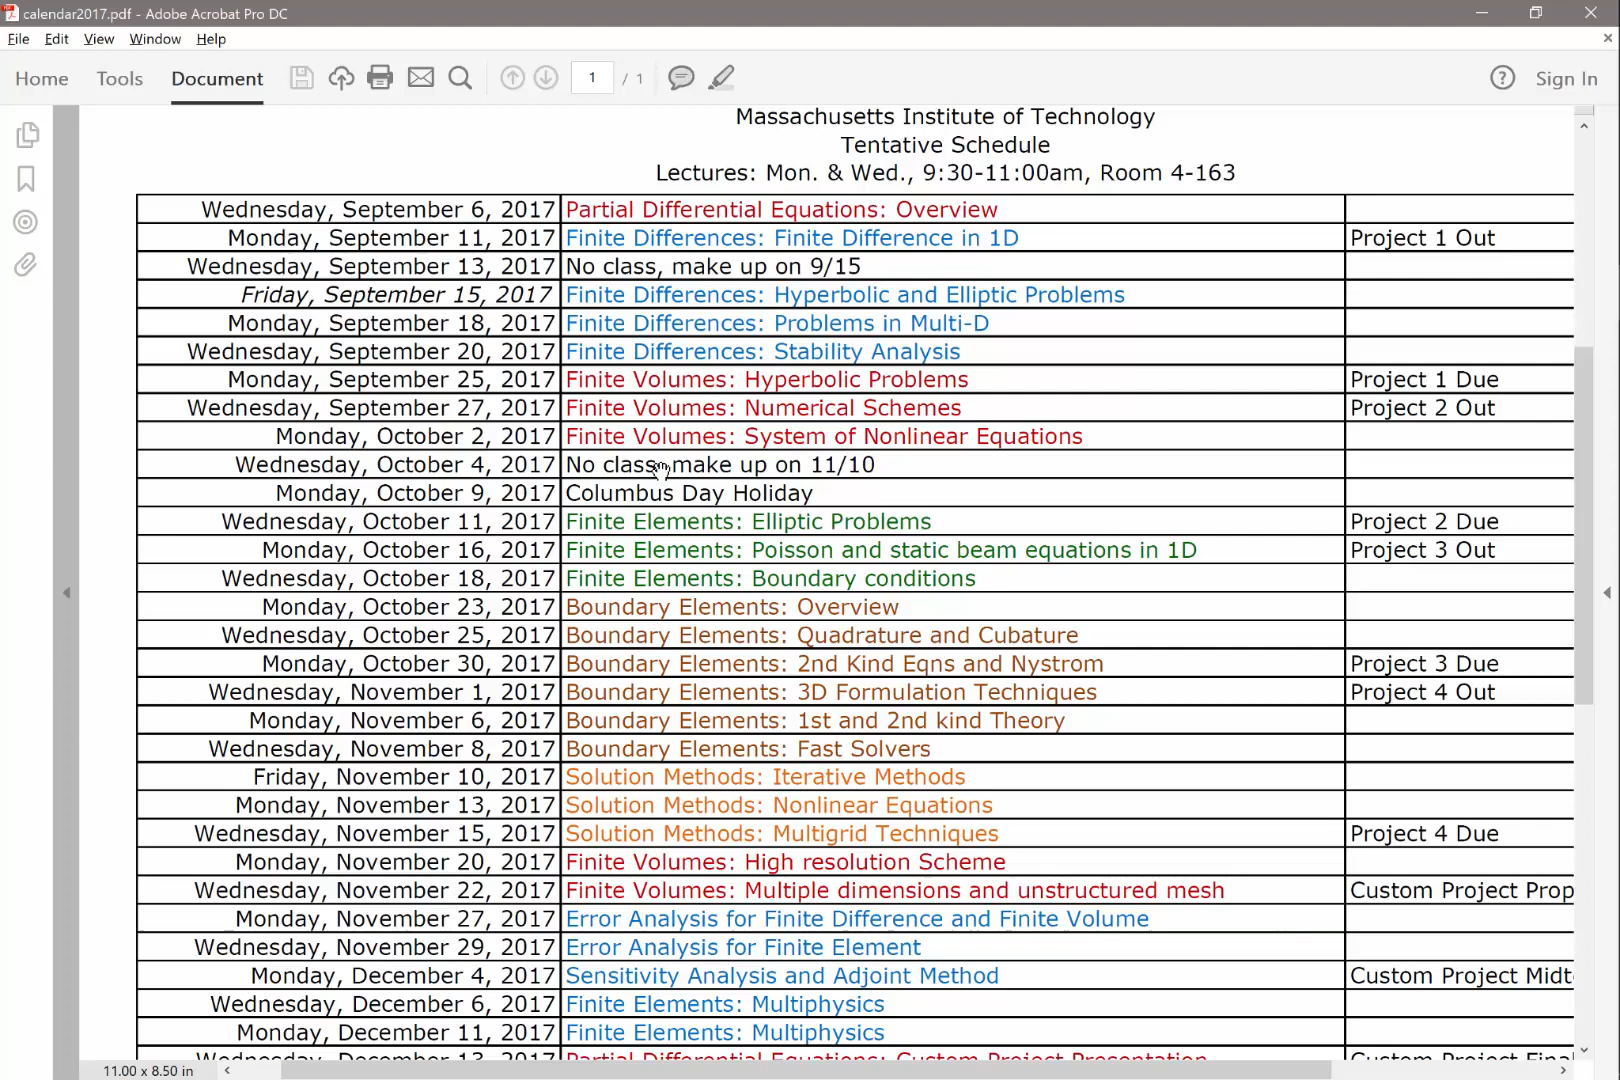 calendar2017.pdf - Adobe Acrobat Pro DC
File Edit View Window Help
Home Tools Document 1 / 1 Sign In
Massachusetts Institute of Technology
Tentative Schedule
Lectures: Mon. & Wed., 9:30-11:00am, Room 4-163
Wednesday, September 6, 2017 Partial Differential Equations: Overview
Monday, September 11, 2017 Finite Differences: Finite Difference in 1D Project 1 Out
Wednesday, September 13, 2017 No class, make up on 9/15
Friday, September 15, 2017 Finite Differences: Hyperbolic and Elliptic Problems
Monday, September 18, 2017 Finite Differences: Problems in Multi-D
Wednesday, September 20, 2017 Finite Differences: Stability Analysis
Monday, September 25, 2017 Finite Volumes: Hyperbolic Problems Project 1 Due
Wednesday, September 27, 2017 Finite Volumes: Numerical Schemes Project 2 Out
Monday, October 2, 2017 Finite Volumes: System of Nonlinear Equations
Wednesday, October 4, 2017 No class, make up on 11/10
Monday, October 9, 2017 Columbus Day Holiday
Wednesday, October 11, 2017 Finite Elements: Elliptic Problems Project 2 Due
Monday, October 16, 2017 Finite Elements: Poisson and static beam equations in 1D Project 3 Out
Wednesday, October 18, 2017 Finite Elements: Boundary conditions
Monday, October 23, 2017 Boundary Elements: Overview
Wednesday, October 25, 2017 Boundary Elements: Quadrature and Cubature
Monday, October 30, 2017 Boundary Elements: 2nd Kind Eqns and Nystrom Project 3 Due
Wednesday, November 1, 2017 Boundary Elements: 3D Formulation Techniques Project 4 Out
Monday, November 6, 2017 Boundary Elements: 1st and 2nd kind Theory
Wednesday, November 8, 2017 Boundary Elements: Fast Solvers
Friday, November 10, 2017 Solution Methods: Iterative Methods
Monday, November 13, 2017 Solution Methods: Nonlinear Equations
Wednesday, November 15, 2017 Solution Methods: Multigrid Techniques Project 4 Due
Monday, November 20, 2017 Finite Volumes: High resolution Scheme
Wednesday, November 22, 2017 Finite Volumes: Multiple dimensions and unstructured mesh Custom Project Prop
Monday, November 27, 2017 Error Analysis for Finite Difference and Finite Volume
Wednesday, November 29, 2017 Error Analysis for Finite Element
Monday, December 4, 2017 Sensitivity Analysis and Adjoint Method Custom Project Midt
Wednesday, December 6, 2017 Finite Elements: Multiphysics
Monday, December 11, 2017 Finite Elements: Multiphysics
Wednesday, December 13, 2017 Partial Differential Equations: Custom Project Presentation Custom Project Final
11.00 x 8.50 in